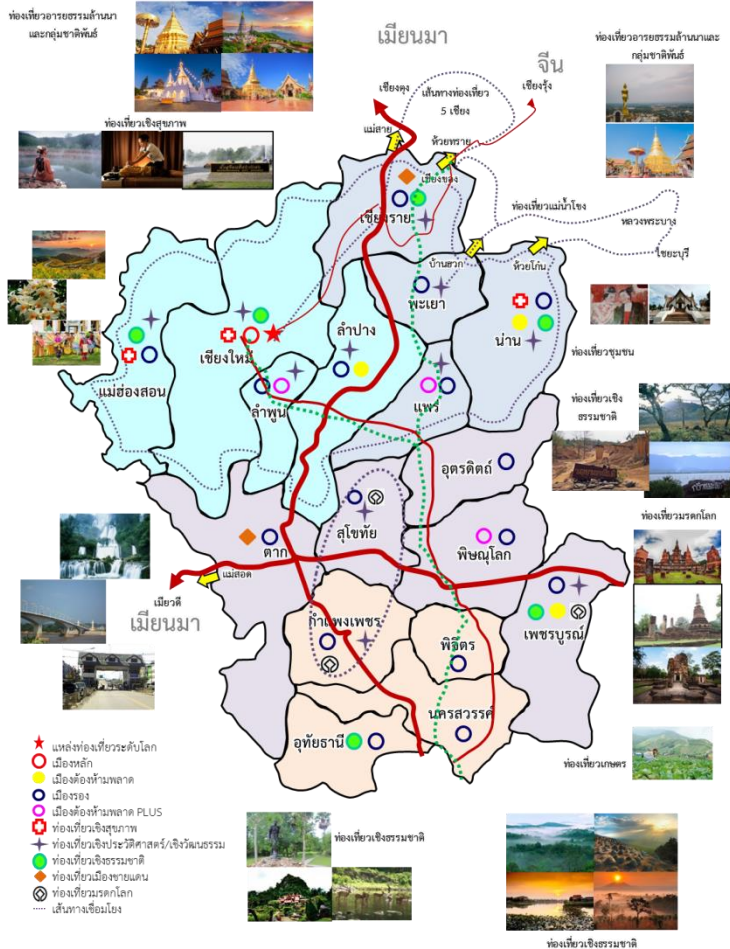 ท่องเที่ยวอารยธรรมล้านนา
และกลุ่มชาติพันธ์
เมียนมา
จีน
ท่องเที่ยวอารยธรรมล้านนาและ
กลุ่มชาติพันธ์
เชียงตุง
เส้นทางท่องเที่ยว
5 เชียง
เชียงรุ้ง
ท่องเที่ยวเชิงสุขภาพ
แม่สาย
ห้วยทราย
เชียงของ
เชียงราย
ท่องเที่ยวแม่น้ำโขง
หลวงพระบาง
ไชยะบุรี
บ้านฮวก
ห้วยโก๋น
พะเยา
น่าน
ลำปาง
เชียงใหม่
แม่ฮ่องสอน
ลำพูน
แพร่
ท่องเที่ยวชุมชน
ท่องเที่ยวเชิง
ธรรมชาติ
อุตรดิตถ์
สุโขทัย
ตาก
พิษณุโลก
ท่องเที่ยวมรดกโลก
แม่สอด
เมียวดี
เมียนมา
กำแพงเพชร
พิจิตร
เพชรบูรณ์
นครสวรรค์
อุทัยธานี
ท่องเที่ยวเกษตร
แหล่งท่องเที่ยวระดับโลก
เมืองหลัก
เมืองต้องห้ามพลาด
เมืองรอง
เมืองต้องห้ามพลาด PLUS
ท่องเที่ยวเชิงสุขภาพ
ท่องเที่ยวเชิงประวัติศาสตร์/เชิงวัฒนธรรม
ท่องเที่ยวเชิงธรรมชาติ
ท่องเที่ยวเมืองชายแดน
ท่องเที่ยวมรดกโลก
เส้นทางเชื่อมโยง
ท่องเที่ยวเชิงธรรมชาติ
ท่องเที่ยวเชิงธรรมชาติ